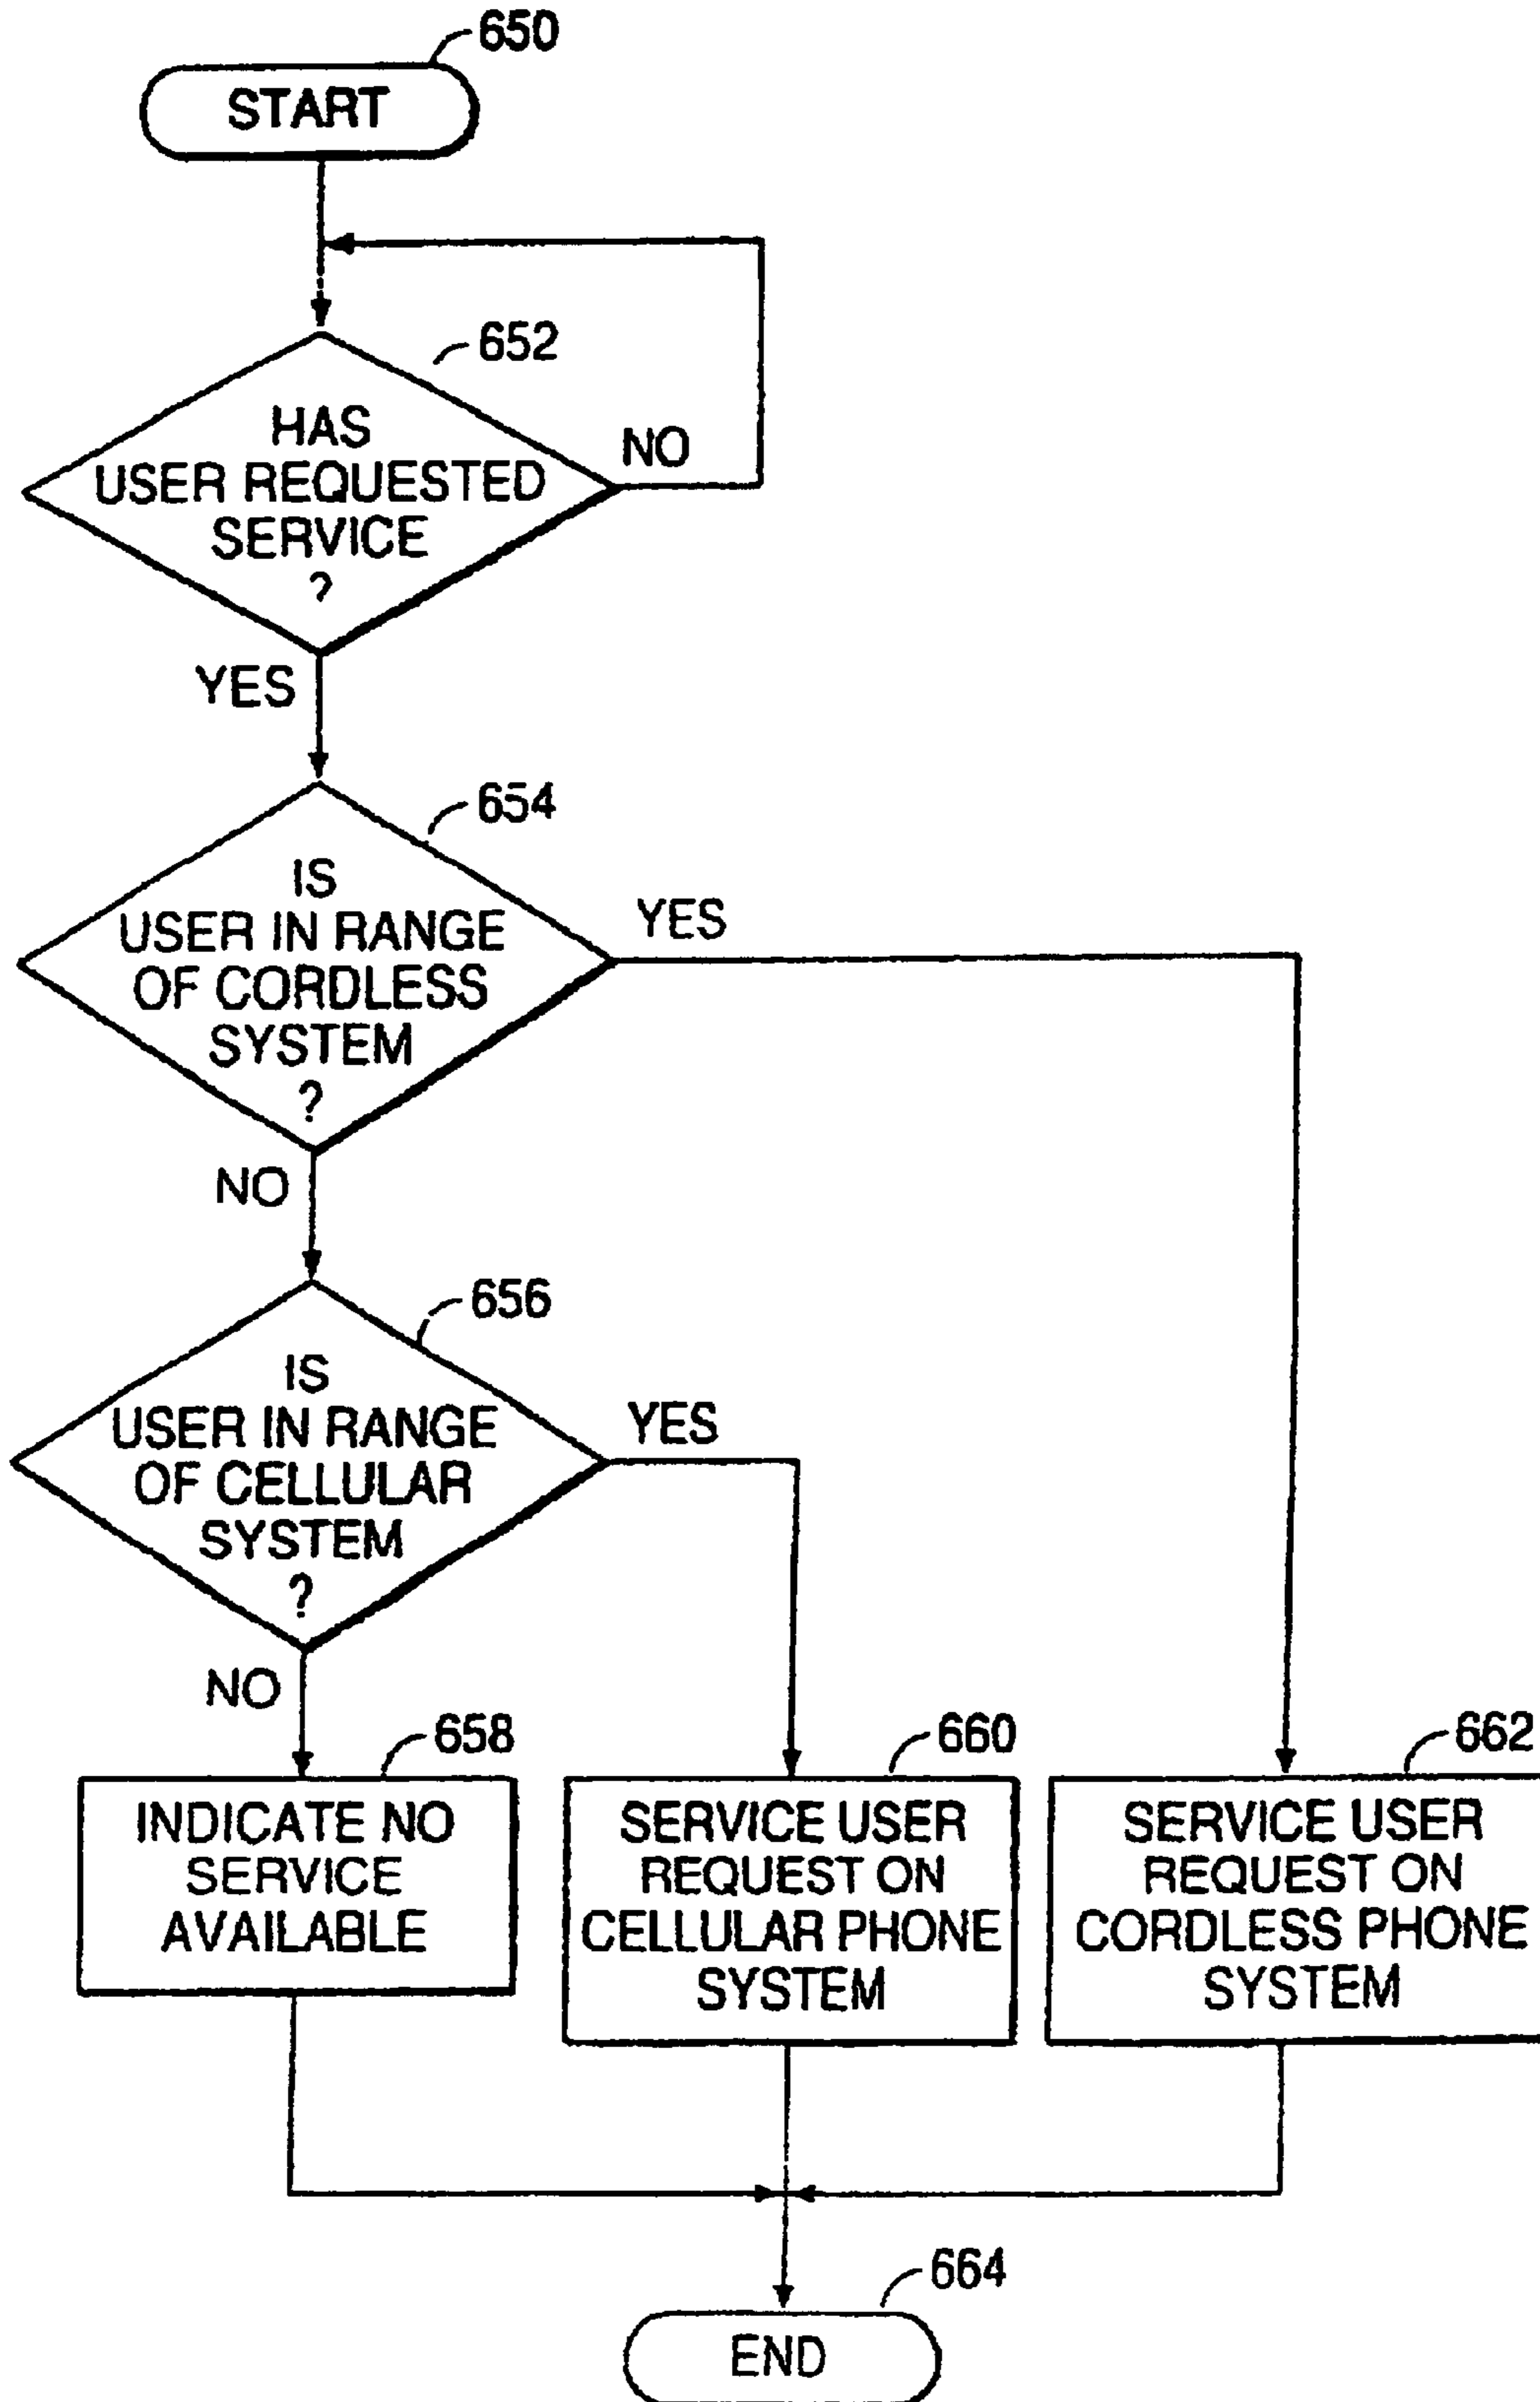 650
START
652
HAS
USER REQUESTED
SERVICE
?
NO
YES
654
IS
USER IN RANGE
OF CORDLESS
SYSTEM
?
YES
NO
656
IS
USER IN RANGE
OF CELLULAR
SYSTEM
?
YES
NO
658
INDICATE NO
SERVICE
AVAILABLE
660
SERVICE USER
REQUEST ON
CELLULAR PHONE
SYSTEM
662
SERVICE USER
REQUEST ON
CORDLESS PHONE
SYSTEM
664
END